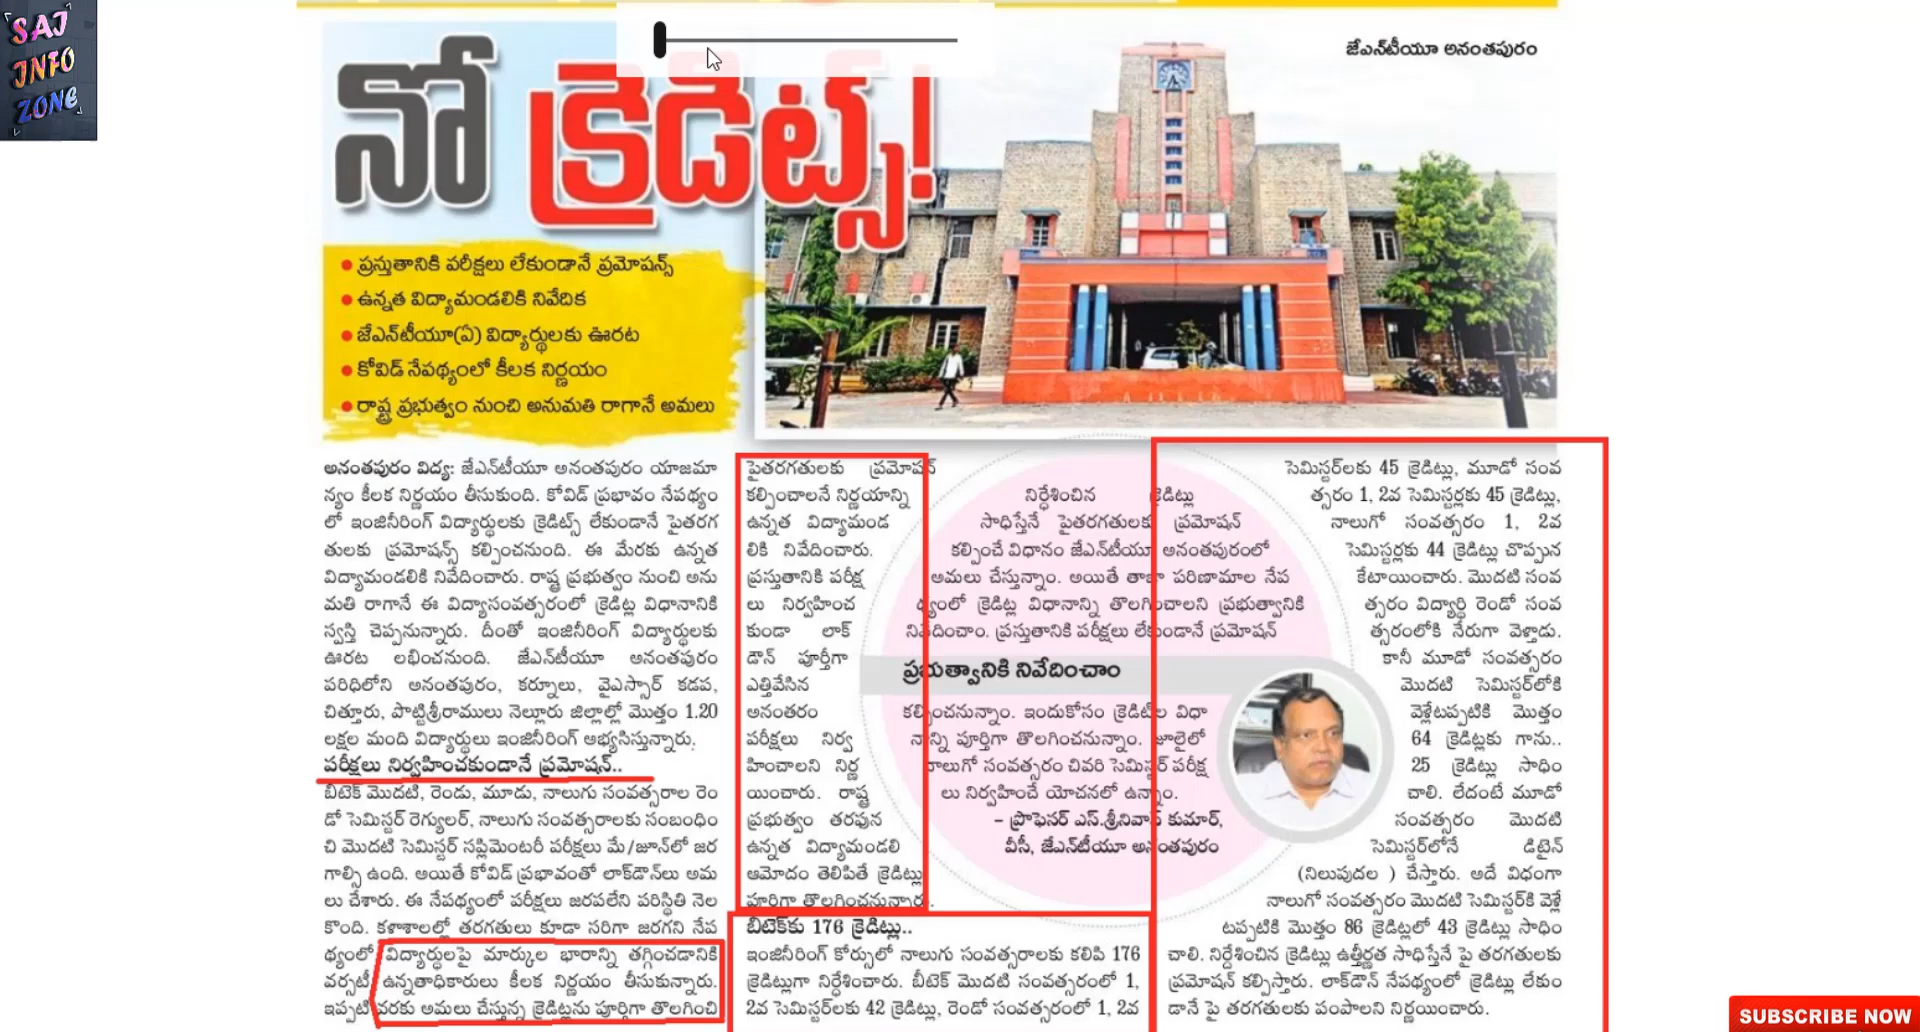 SAJ
INFO
ZONE
నో క్రెడిట్స్!
జేఎన్‌టీయూ అనంతపురం
• ప్రస్తుతానికి పరీక్షలు లేకుండానే ప్రమోషన్స్
• ఉన్నత విద్యామండలికి నివేదిక
• జేఎన్‌టీయూ(ఏ) విద్యార్థులకు ఊరట
• కోవిడ్ నేపథ్యంలో కీలక నిర్ణయం
• రాష్ట్ర ప్రభుత్వం నుంచి అనుమతి రాగానే అమలు
అనంతపురం విద్య: జేఎన్‌టీయూ అనంతపురం యాజమా
న్యం కీలక నిర్ణయం తీసుకుంది. కోవిడ్ ప్రభావం నేపథ్యం
లో ఇంజినీరింగ్ విద్యార్థులకు క్రెడిట్స్ లేకుండానే పైతరగ
తులకు ప్రమోషన్స్ కల్పించనుంది. ఈ మేరకు ఉన్నత
విద్యామండలికి నివేదించారు. రాష్ట్ర ప్రభుత్వం నుంచి అను
మతి రాగానే ఈ విద్యాసంవత్సరంలో క్రెడిట్ల విధానానికి
స్వస్తి చెప్పనున్నారు. దీంతో ఇంజినీరింగ్ విద్యార్థులకు
ఊరట లభించనుంది. జేఎన్‌టీయూ అనంతపురం
పరిధిలోని అనంతపురం, కర్నూలు, వైఎస్సార్ కడప,
చిత్తూరు, పొట్టిశ్రీరాములు నెల్లూరు జిల్లాల్లో మొత్తం 1.20
లక్షల మంది విద్యార్థులు ఇంజినీరింగ్ అభ్యసిస్తున్నారు.
పరీక్షలు నిర్వహించకుండానే ప్రమోషన్..
బీటెక్ మొదటి, రెండు, మూడు, నాలుగు సంవత్సరాల రెం
డో సెమిస్టర్ రెగ్యులర్, నాలుగు సంవత్సరాలకు సంబంధిం
చి మొదటి సెమిస్టర్ సప్లిమెంటరీ పరీక్షలు మే/జూన్‌లో జర
గాల్సి ఉంది. అయితే కోవిడ్ ప్రభావంతో లాక్‌డౌన్‌లు అమ
లు చేశారు. ఈ నేపథ్యంలో పరీక్షలు జరపలేని పరిస్థితి నెల
కొంది. కళాశాలల్లో తరగతులు కూడా సరిగా జరగని నేప
థ్యంలో విద్యార్థులపై మార్కుల భారాన్ని తగ్గించడానికి
వర్సటీ ఉన్నతాధికారులు కీలక నిర్ణయం తీసుకున్నారు.
ఇప్పటి వరకు అమలు చేస్తున్న క్రెడిట్లను పూర్తిగా తొలగించి
పైతరగతులకు ప్రమోషన్
కల్పించాలనే నిర్ణయాన్ని
ఉన్నత విద్యామండ
లికి నివేదించారు.
ప్రస్తుతానికి పరీక్ష
లు నిర్వహించ
కుండా లాక్
డౌన్ పూర్తిగా
ఎత్తివేసిన
అనంతరం
పరీక్షలు నిర్వ
హించాలని నిర్ణ
యించారు. రాష్ట్ర
ప్రభుత్వం తరఫున
ఉన్నత విద్యామండలి
ఆమోదం తెలిపితే క్రెడిట్లు
పూర్తిగా తొలగించనున్నారు.
బీటెక్‌కు 176 క్రెడిట్లు..
ఇంజినీరింగ్ కోర్సులో నాలుగు సంవత్సరాలకు కలిపి 176
క్రెడిట్లుగా నిర్ధేశించారు. బీటెక్ మొదటి సంవత్సరంలో 1,
2వ సెమిస్టర్‌లకు 42 క్రెడిట్లు, రెండో సంవత్సరంలో 1, 2వ
నిర్ధేశించిన క్రెడిట్లు
సాధిస్తేనే పైతరగతులకు ప్రమోషన్
కల్పించే విధానం జేఎన్‌టీయూ అనంతపురంలో
అమలు చేస్తున్నాం. అయితే తాజా పరిణామాల నేప
థ్యంలో క్రెడిట్ల విధానాన్ని తొలగించాలని ప్రభుత్వానికి
నివేదించాం. ప్రస్తుతానికి పరీక్షలు లేకుండానే ప్రమోషన్
ప్రభుత్వానికి నివేదించాం
కల్పించనున్నాం. ఇందుకోసం క్రెడిట్‌ల విధా
నాన్ని పూర్తిగా తొలగించనున్నాం. జూలైలో
నాలుగో సంవత్సరం చివరి సెమిస్టర్ పరీక్ష
లు నిర్వహించే యోచనలో ఉన్నాం.
– ప్రొఫెసర్ ఎస్.శ్రీనివాస్ కుమార్,
వీసీ, జేఎన్‌టీయూ అనంతపురం
సెమిస్టర్‌లకు 45 క్రెడిట్లు, మూడో సంవ
త్సరం 1, 2వ సెమిస్టర్లకు 45 క్రెడిట్లు,
నాలుగో సంవత్సరం 1, 2వ
సెమిస్టర్లకు 44 క్రెడిట్లు చొప్పున
కేటాయించారు. మొదటి సంవ
త్సరం విద్యార్థి రెండో సంవ
త్సరంలోకి నేరుగా వెళ్తాడు.
కానీ మూడో సంవత్సరం
మొదటి సెమిస్టర్‌లోకి
వెళ్లేటప్పటికి మొత్తం
64 క్రెడిట్లకు గాను..
25 క్రెడిట్లు సాధిం
చాలి. లేదంటే మూడో
సంవత్సరం మొదటి
సెమిస్టర్‌లోనే డిటైన్
(నిలుపుదల ) చేస్తారు. అదే విధంగా
నాలుగో సంవత్సరం మొదటి సెమిస్టర్‌కి వెళ్లే
టప్పటికి మొత్తం 86 క్రెడిట్లలో 43 క్రెడిట్లు సాధిం
చాలి. నిర్దేశించిన క్రెడిట్లు ఉత్తీర్ణత సాధిస్తేనే పై తరగతులకు
ప్రమోషన్ కల్పిస్తారు. లాక్‌డౌన్ నేపథ్యంలో క్రెడిట్లు లేకుం
డానే పై తరగతులకు పంపాలని నిర్ణయించారు.
SUBSCRIBE NOW